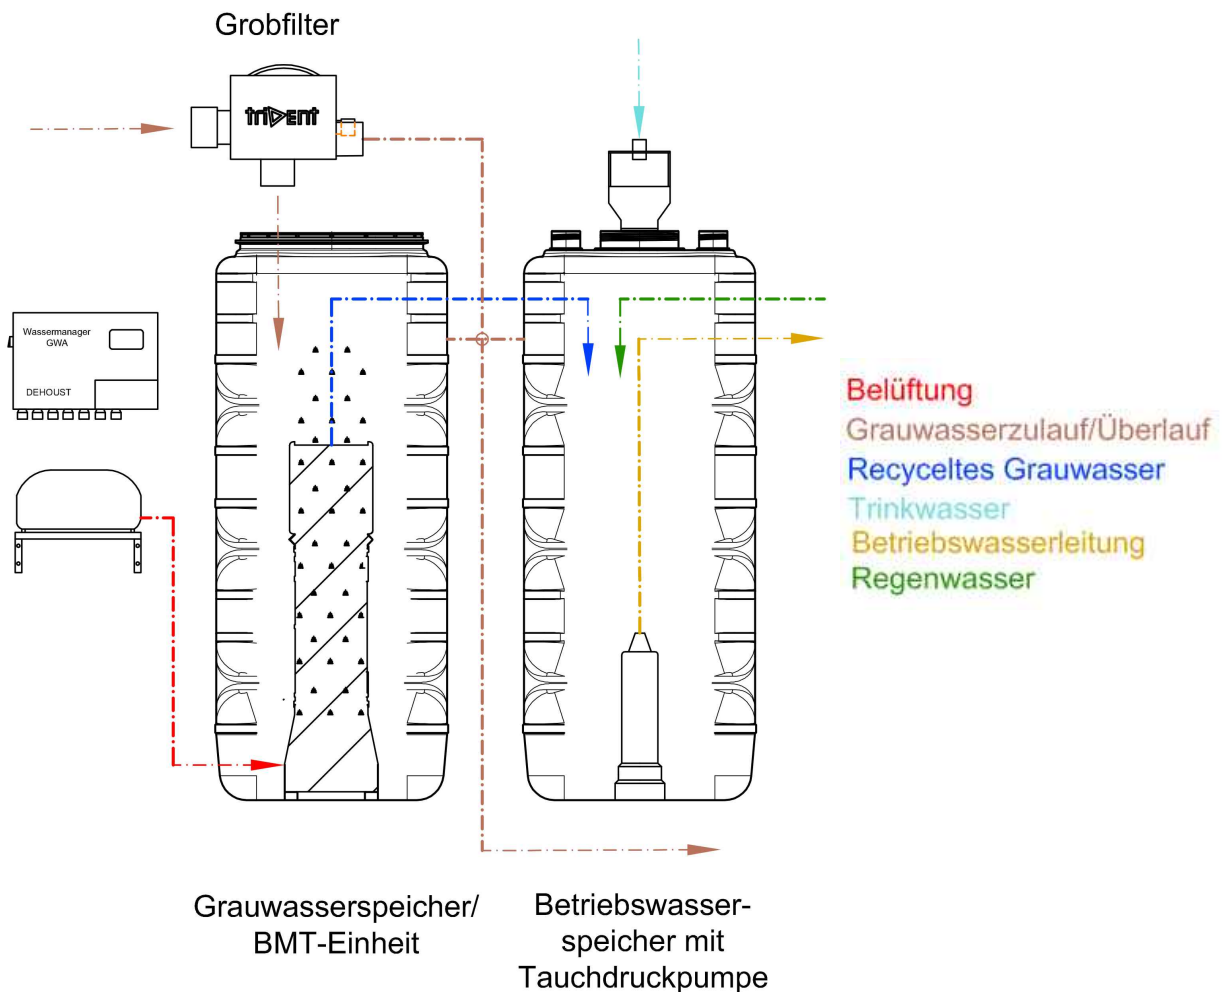 Grobfilter
trident
Wassermanager
GWA
DEHOUST
Belüftung
Grauwasserzulauf/Überlauf
Recyceltes Grauwasser
Trinkwasser
Betriebswasserleitung
Regenwasser
Grauwasserspeicher/
BMT-Einheit
Betriebswasser-
speicher mit
Tauchdruckpumpe